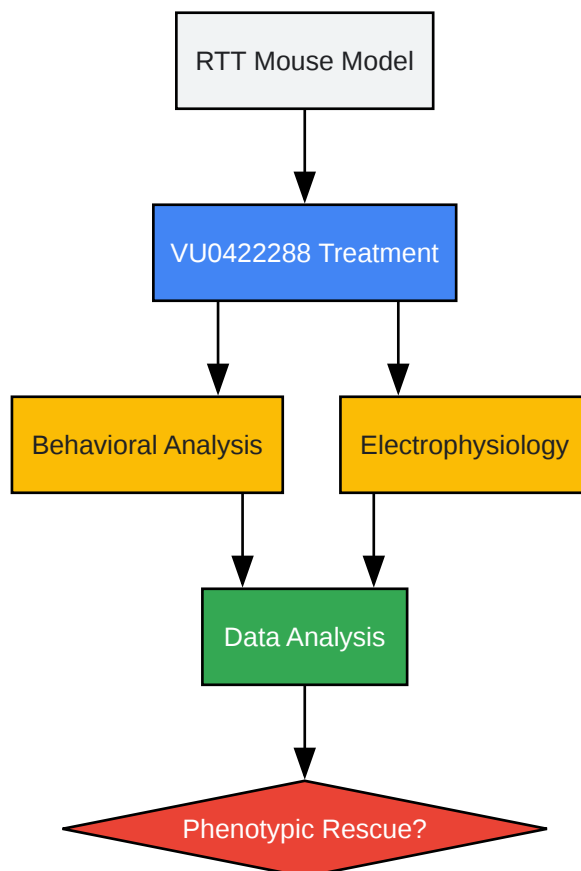 RTT Mouse Model
VU0422288 Treatment
Behavioral Analysis
Electrophysiology
Data Analysis
Phenotypic Rescue?